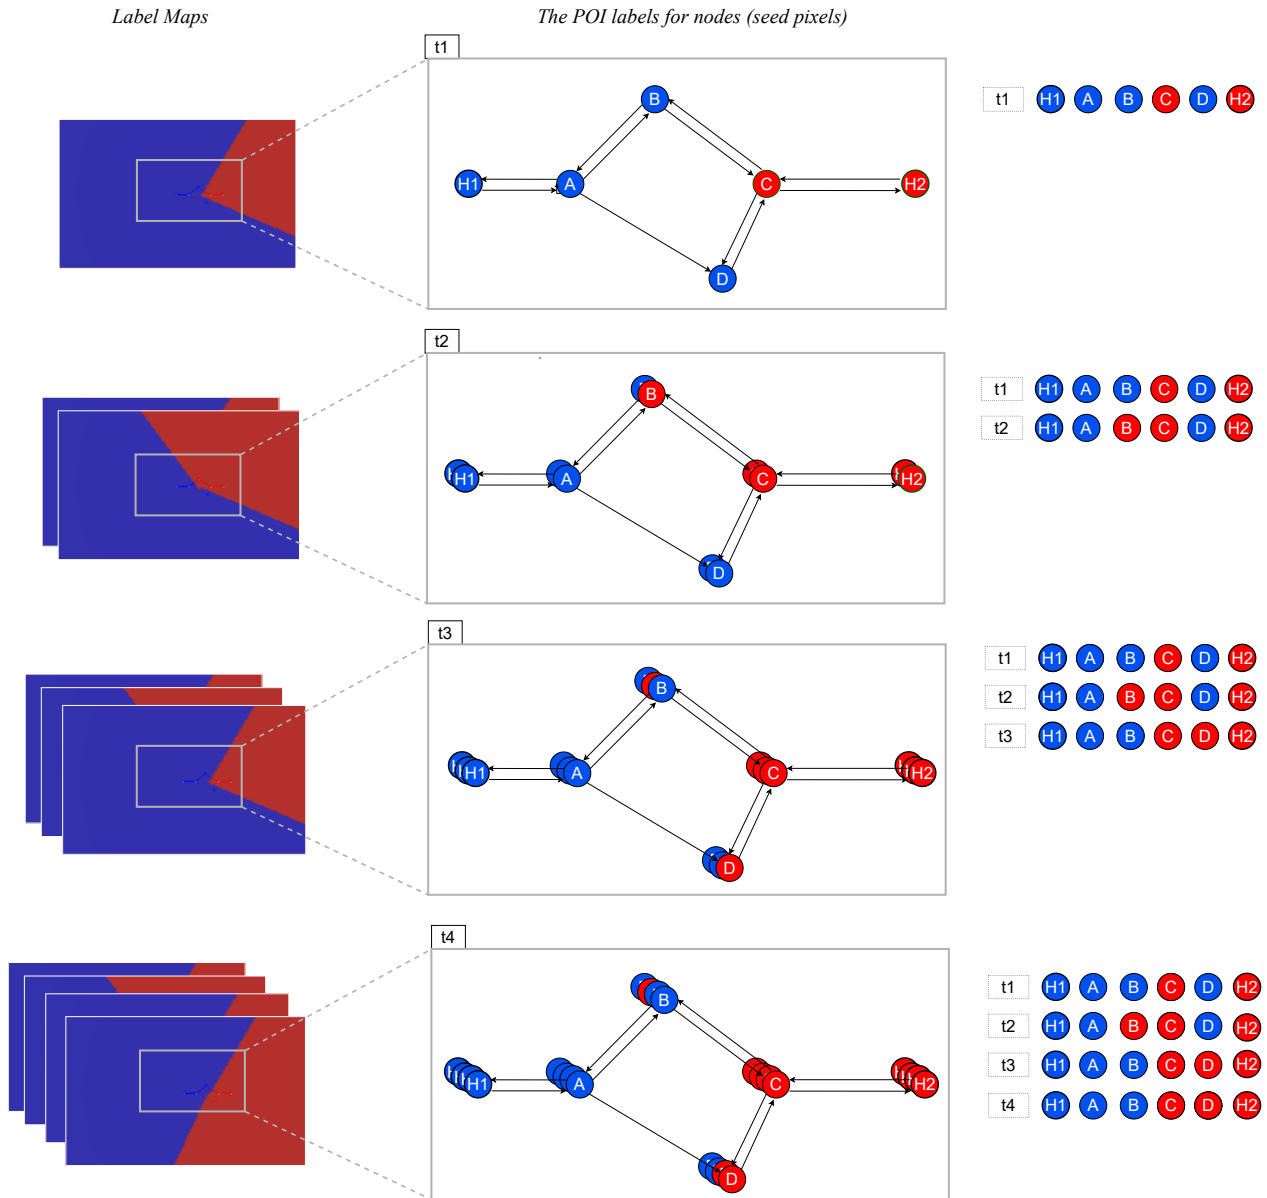 Label Maps
The POI labels for nodes (seed pixels)
t1
B
H1
A
C
H2
D
t1 H1 A B C D H2
t2
B
H1
A
C
H2
D
t1 H1 A B C D H2
t2 H1 A B C D H2
t3
B
H1
A
C
H2
D
t1 H1 A B C D H2
t2 H1 A B C D H2
t3 H1 A B C D H2
t4
B
H1
A
C
H2
D
t1 H1 A B C D H2
t2 H1 A B C D H2
t3 H1 A B C D H2
t4 H1 A B C D H2